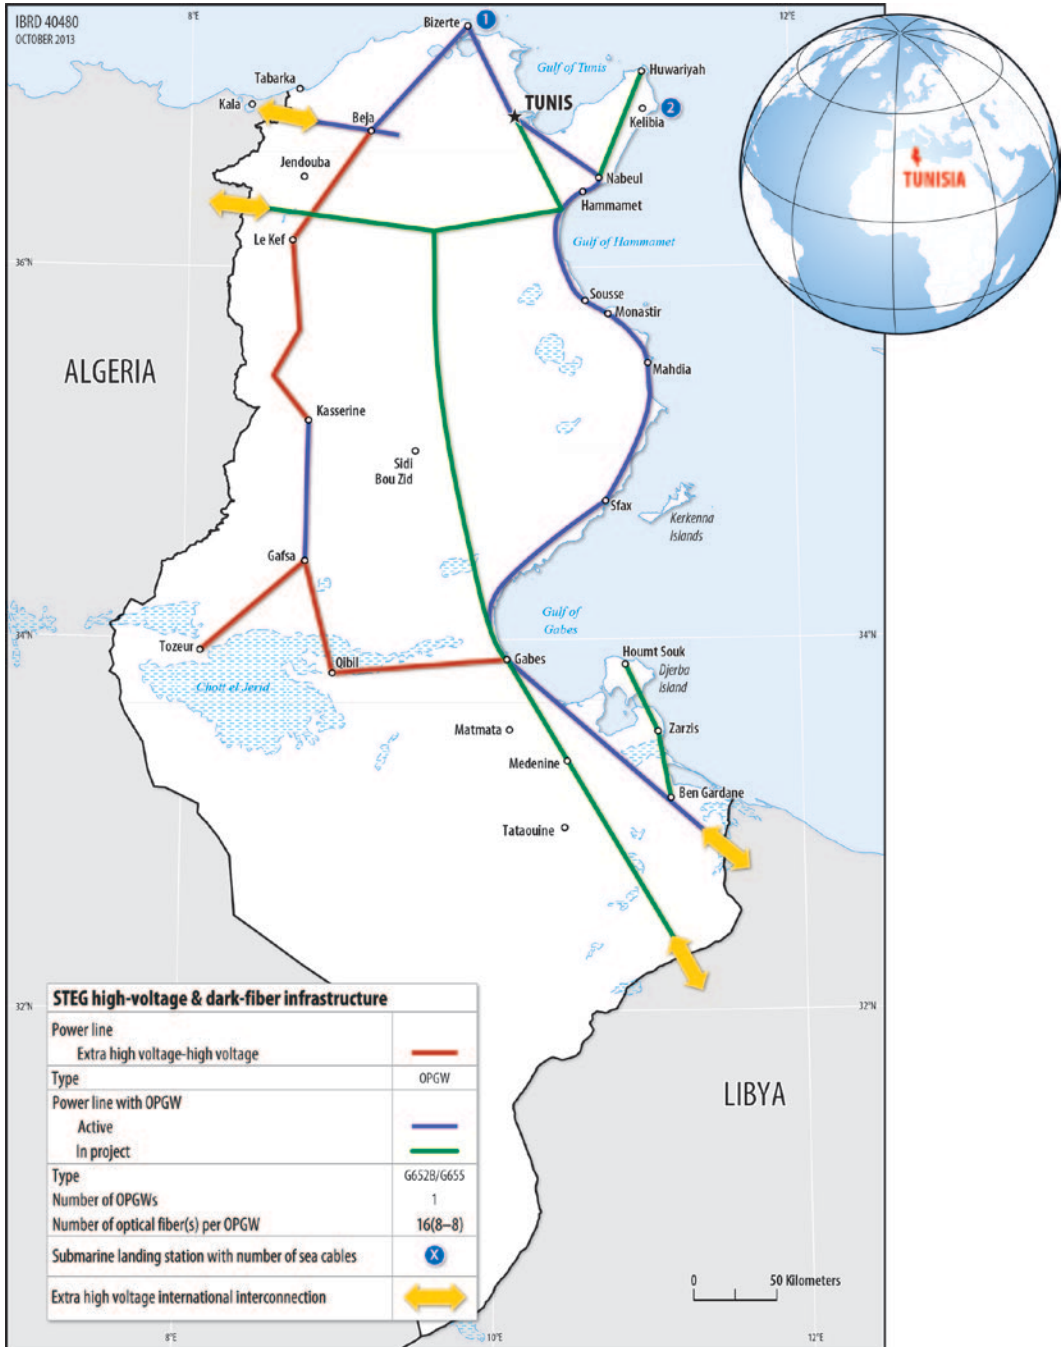 IBRD 40480
OCTOBER 2013
8°E
12°E
Bizerte
1
Gulf of Tunis
Huwariyah
Tabarka
Kala
TUNIS
2
Kelibia
Beja
Jendouba
Nabeul
Hammamet
TUNISIA
Le Kef
Gulf of Hammamet
36°N
36°N
Sousse
Monastir
ALGERIA
Mahdia
Kasserine
Sidi
Bou Zid
Sfax
Kerkenna
Islands
Gafsa
Gulf of
Gabes
34°N
34°N
Tozeur
Qibil
Gabes
Houmt Souk
Djerba
Island
Chott el Jerid
Matmata
Zarzis
Medenine
Ben Gardane
Tataouine
32°N
32°N
LIBYA
STEG high-voltage & dark-fiber infrastructure
Power line
Extra high voltage-high voltage
Type OPGW
Power line with OPGW
Active
In project
Type G652B/G655
Number of OPGWs 1
Number of optical fiber(s) per OPGW 16(8–8)
Submarine landing station with number of sea cables X
Extra high voltage international interconnection
0 50 Kilometers
8°E
10°E
12°E